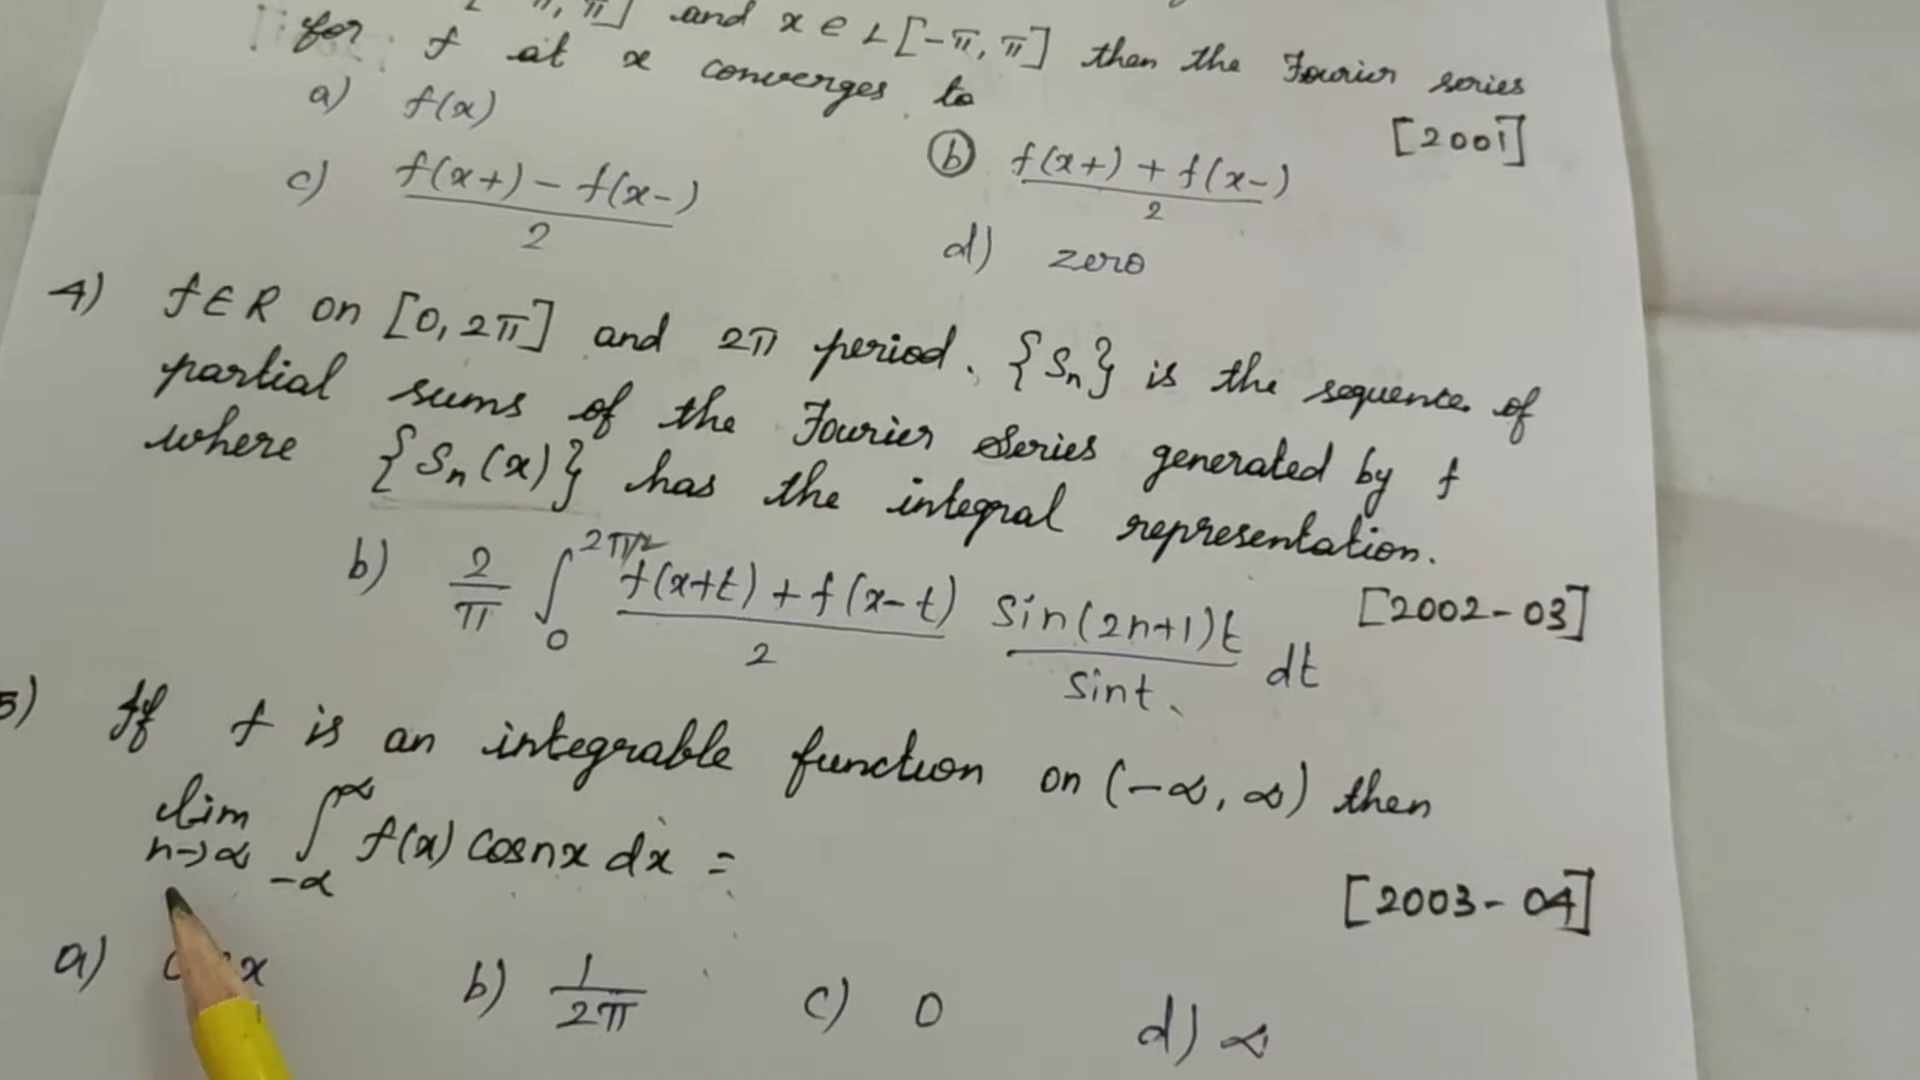 π, π] and x ∈ L[-π, π] then the Fourier series
for f at x converges to
[2001]
a) f(x)
b) f(x+) + f(x-) / 2
c) f(x+) - f(x-) / 2
d) zero
4) f∈R on [0, 2π] and 2π period. {Sn} is the sequence of
partial sums of the Fourier Series generated by f
where {Sn(x)} has the integral representation.
[2002-03]
b) 2/π ∫ 0 f(x+t) + f(x-t) / 2 sin(2n+1)t / sint dt
5) If f is an integrable function on (-∞, ∞) then
lim n→∞ ∫ -∞ ∞ f(x) cosnx dx =
[2003-04]
a)
b) 1/2π c) 0 d) ∞